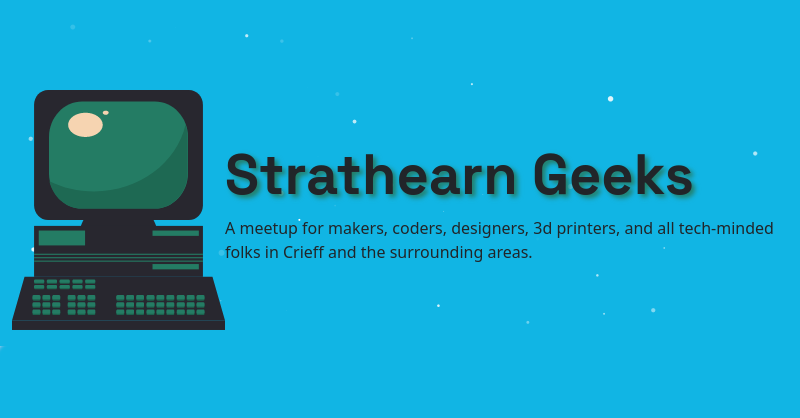 Strathearn Geeks
A meetup for makers, coders, designers, 3d printers, and all tech-minded
folks in Crieff and the surrounding areas.